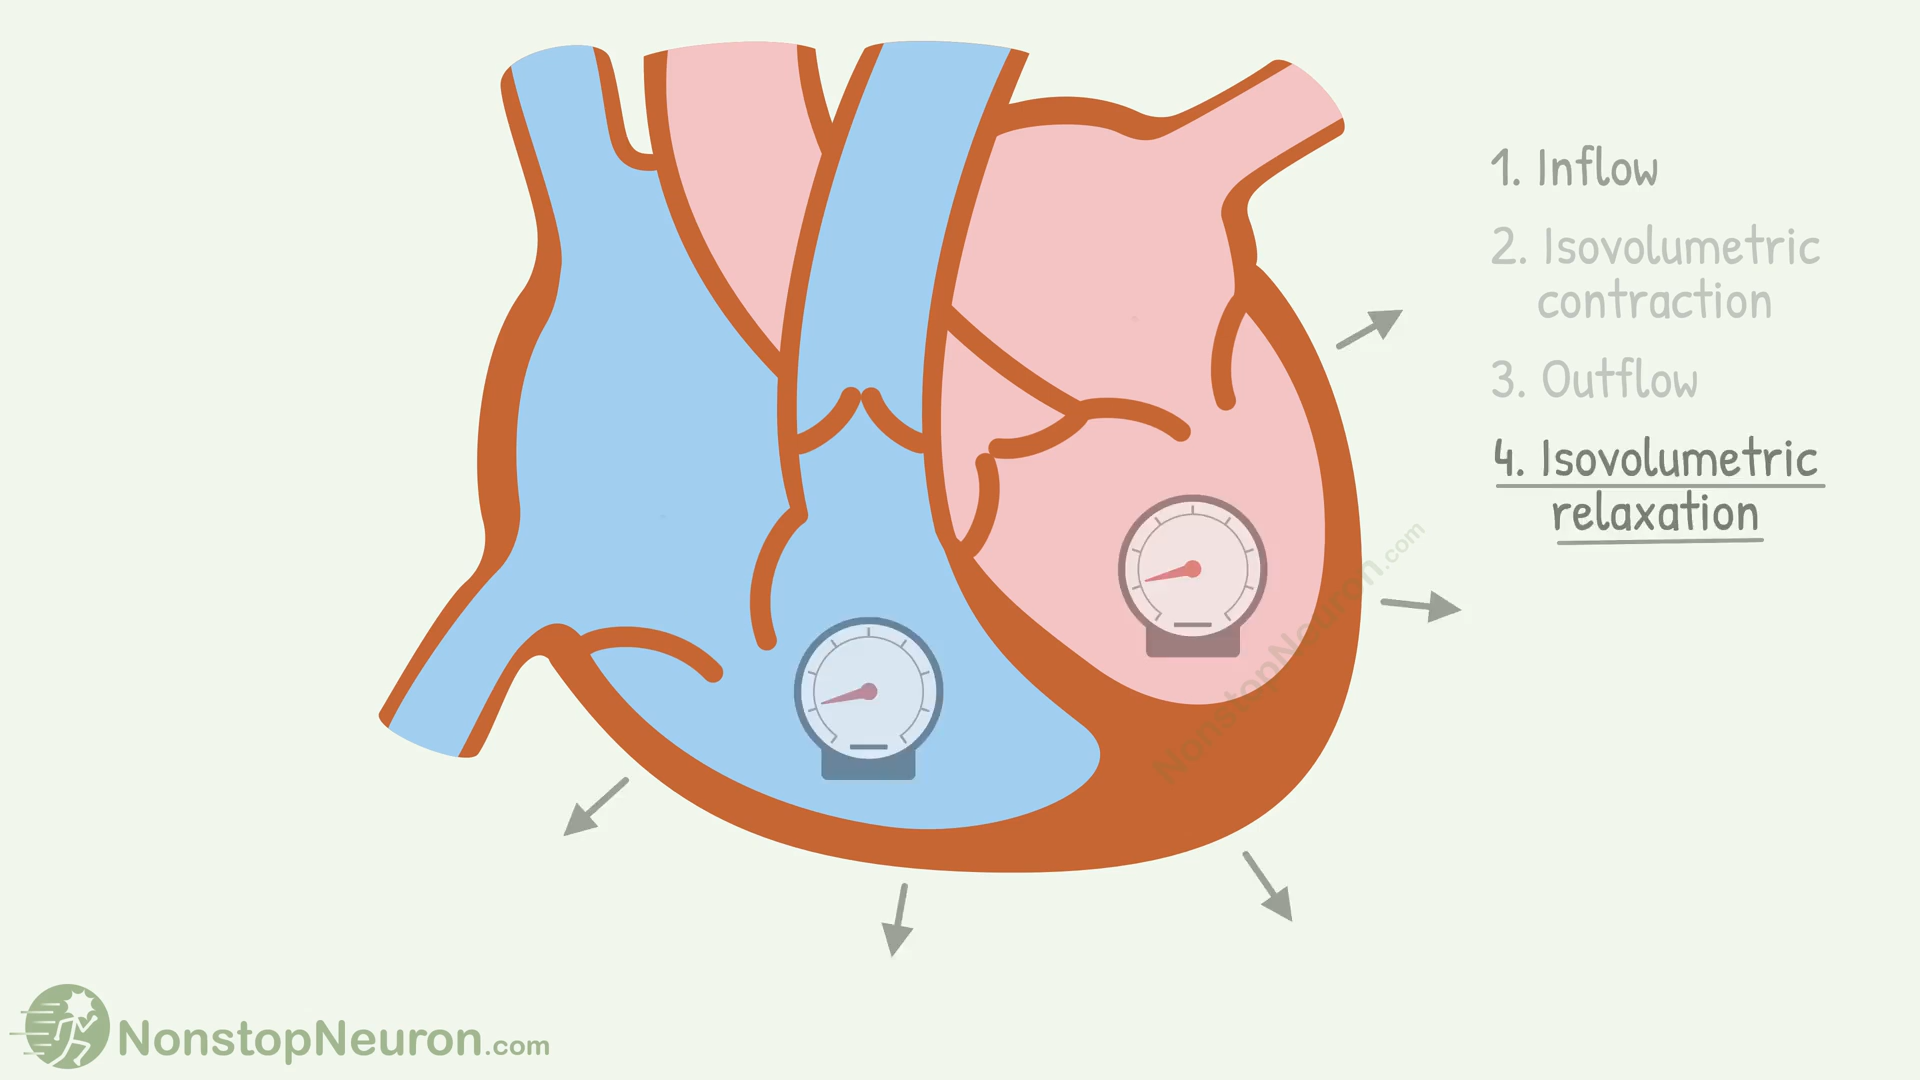 1. Inflow
2. Isovolumetric
contraction
3. Outflow
4. Isovolumetric
relaxation
NonstopNeuron.com
NonstopNeuron.com